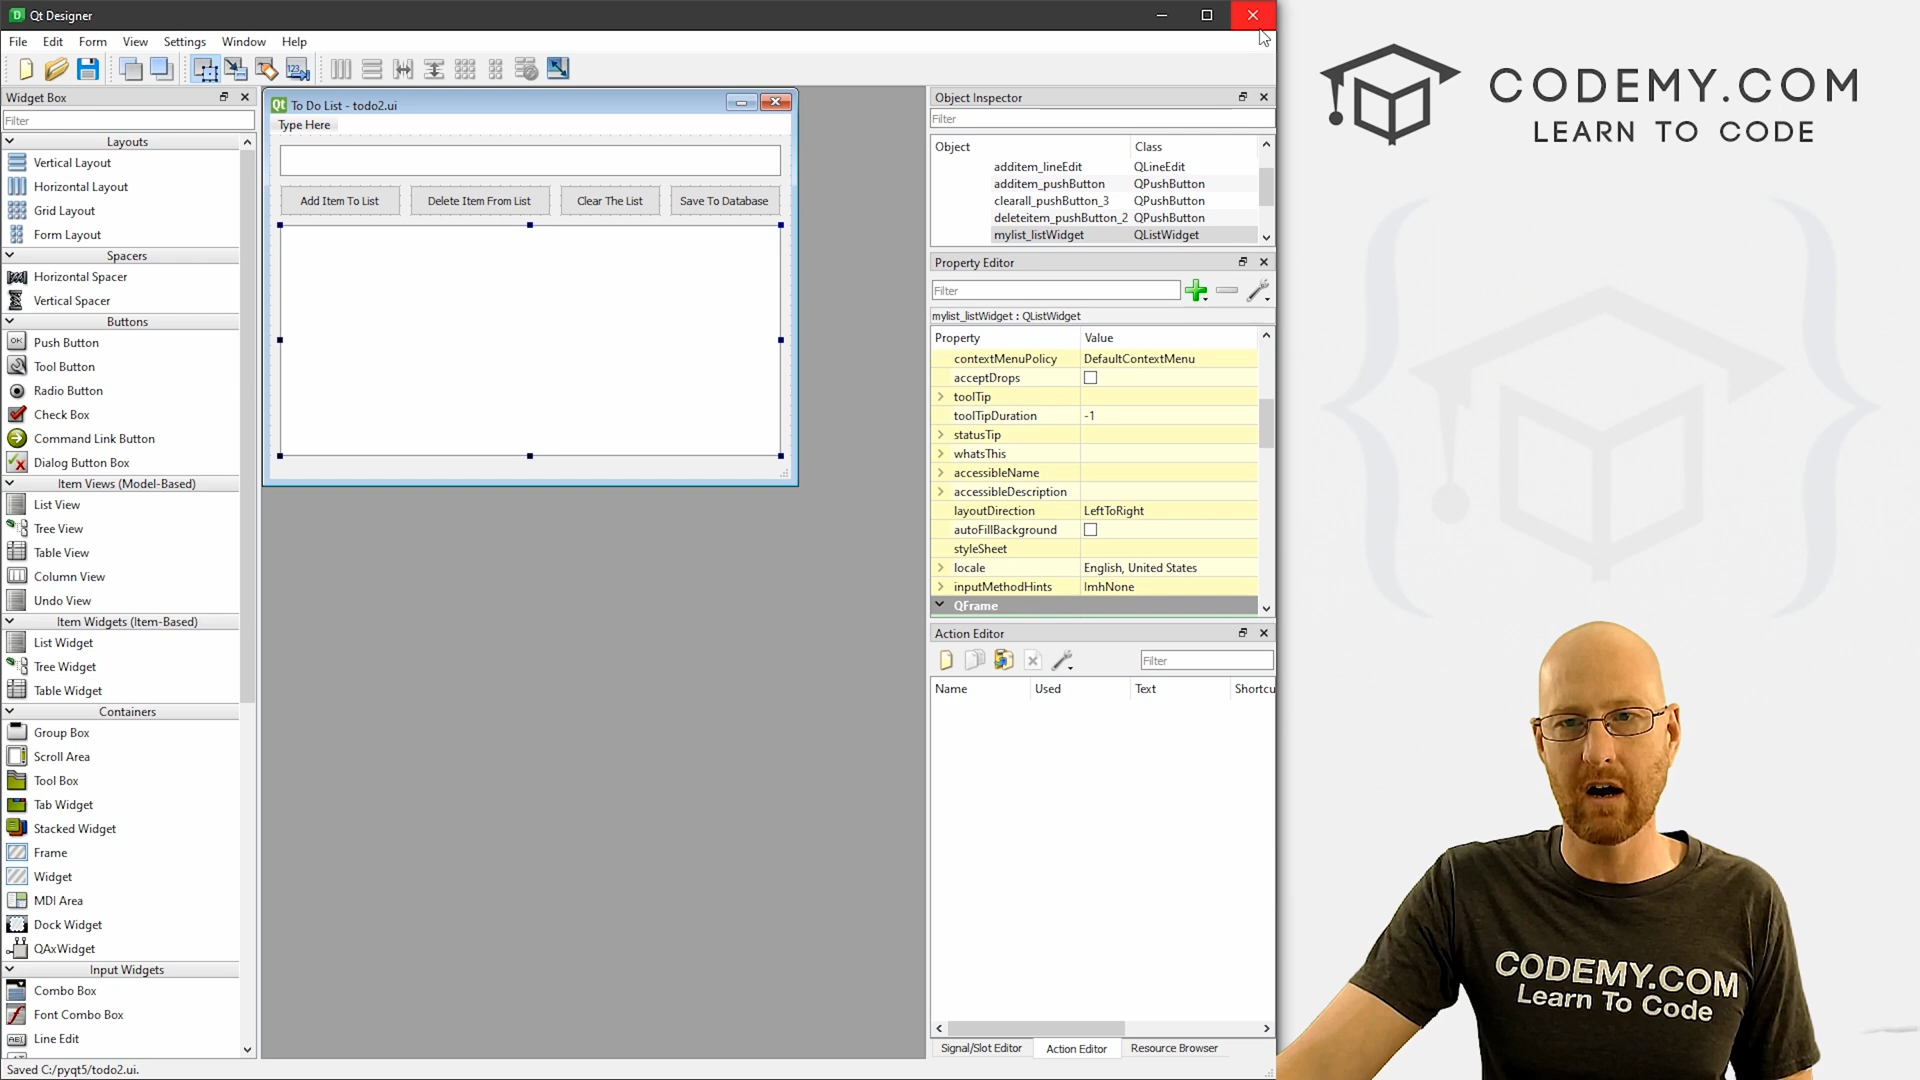 Qt Designer
File Edit Form View Settings Window Help
Widget Box
Filter
Layouts
Vertical Layout
Horizontal Layout
Grid Layout
Form Layout
Spacers
Horizontal Spacer
Vertical Spacer
Buttons
Push Button
Tool Button
Radio Button
Check Box
Command Link Button
Dialog Button Box
Item Views (Model-Based)
List View
Tree View
Table View
Column View
Undo View
Item Widgets (Item-Based)
List Widget
Tree Widget
Table Widget
Containers
Group Box
Scroll Area
Tool Box
Tab Widget
Stacked Widget
Frame
Widget
MDI Area
Dock Widget
QAxWidget
Input Widgets
Combo Box
Font Combo Box
Line Edit
Saved C:/pyqt5/todo2.ui.
To Do List - todo2.ui
Type Here
Add Item To List Delete Item From List Clear The List Save To Database
Object Inspector
Filter
Object Class
additem_lineEdit QLineEdit
additem_pushButton QPushButton
clearall_pushButton_3 QPushButton
deleteitem_pushButton_2 QPushButton
mylist_listWidget QListWidget
Property Editor
Filter
mylist_listWidget : QListWidget
Property Value
contextMenuPolicy DefaultContextMenu
acceptDrops
toolTip
toolTipDuration -1
statusTip
whatsThis
accessibleName
accessibleDescription
layoutDirection LeftToRight
autoFillBackground
styleSheet
locale English, United States
inputMethodHints ImhNone
QFrame
Action Editor
Filter
Name Used Text Shortcu
Signal/Slot Editor Action Editor Resource Browser
CODEMY.COM
LEARN TO CODE
CODEMY.COM
Learn To Code